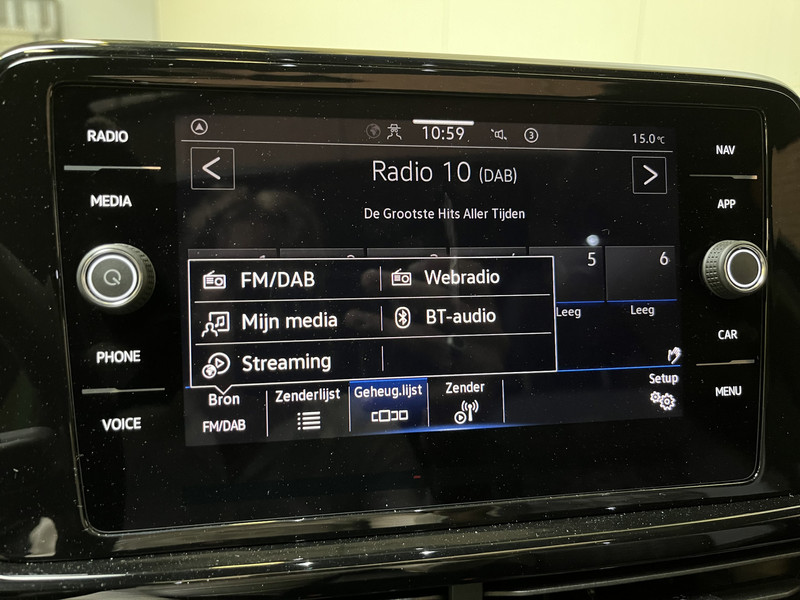 RADIO
MEDIA
PHONE
VOICE
10:59
3
15.0°C
<
Radio 10 (DAB)
>
De Grootste Hits Aller Tijden
5
6
Leeg
Leeg
FM/DAB
Webradio
Mijn media
BT-audio
Streaming
Bron
FM/DAB
Zenderlijst
Geheug.lijst
Zender
Setup
NAV
APP
CAR
MENU